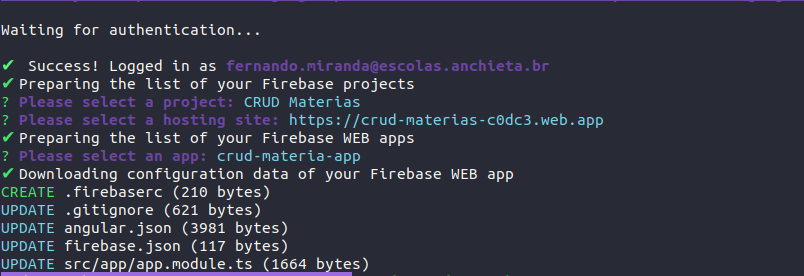 Waiting for authentication...
✔ Success! Logged in as fernando.miranda@escolas.anchieta.br
✔ Preparing the list of your Firebase projects
? Please select a project: CRUD Materias
? Please select a hosting site: https://crud-materias-c0dc3.web.app
✔ Preparing the list of your Firebase WEB apps
? Please select an app: crud-materia-app
✔ Downloading configuration data of your Firebase WEB app
CREATE .firebaserc (210 bytes)
UPDATE .gitignore (621 bytes)
UPDATE angular.json (3981 bytes)
UPDATE firebase.json (117 bytes)
UPDATE src/app/app.module.ts (1664 bytes)